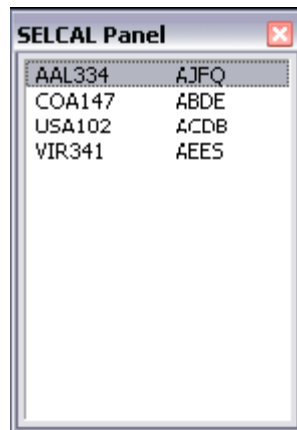 SELCAL Panel
AAL334 AJFQ
COA147 ABDE
USA102 ACDB
VIR341 AEES